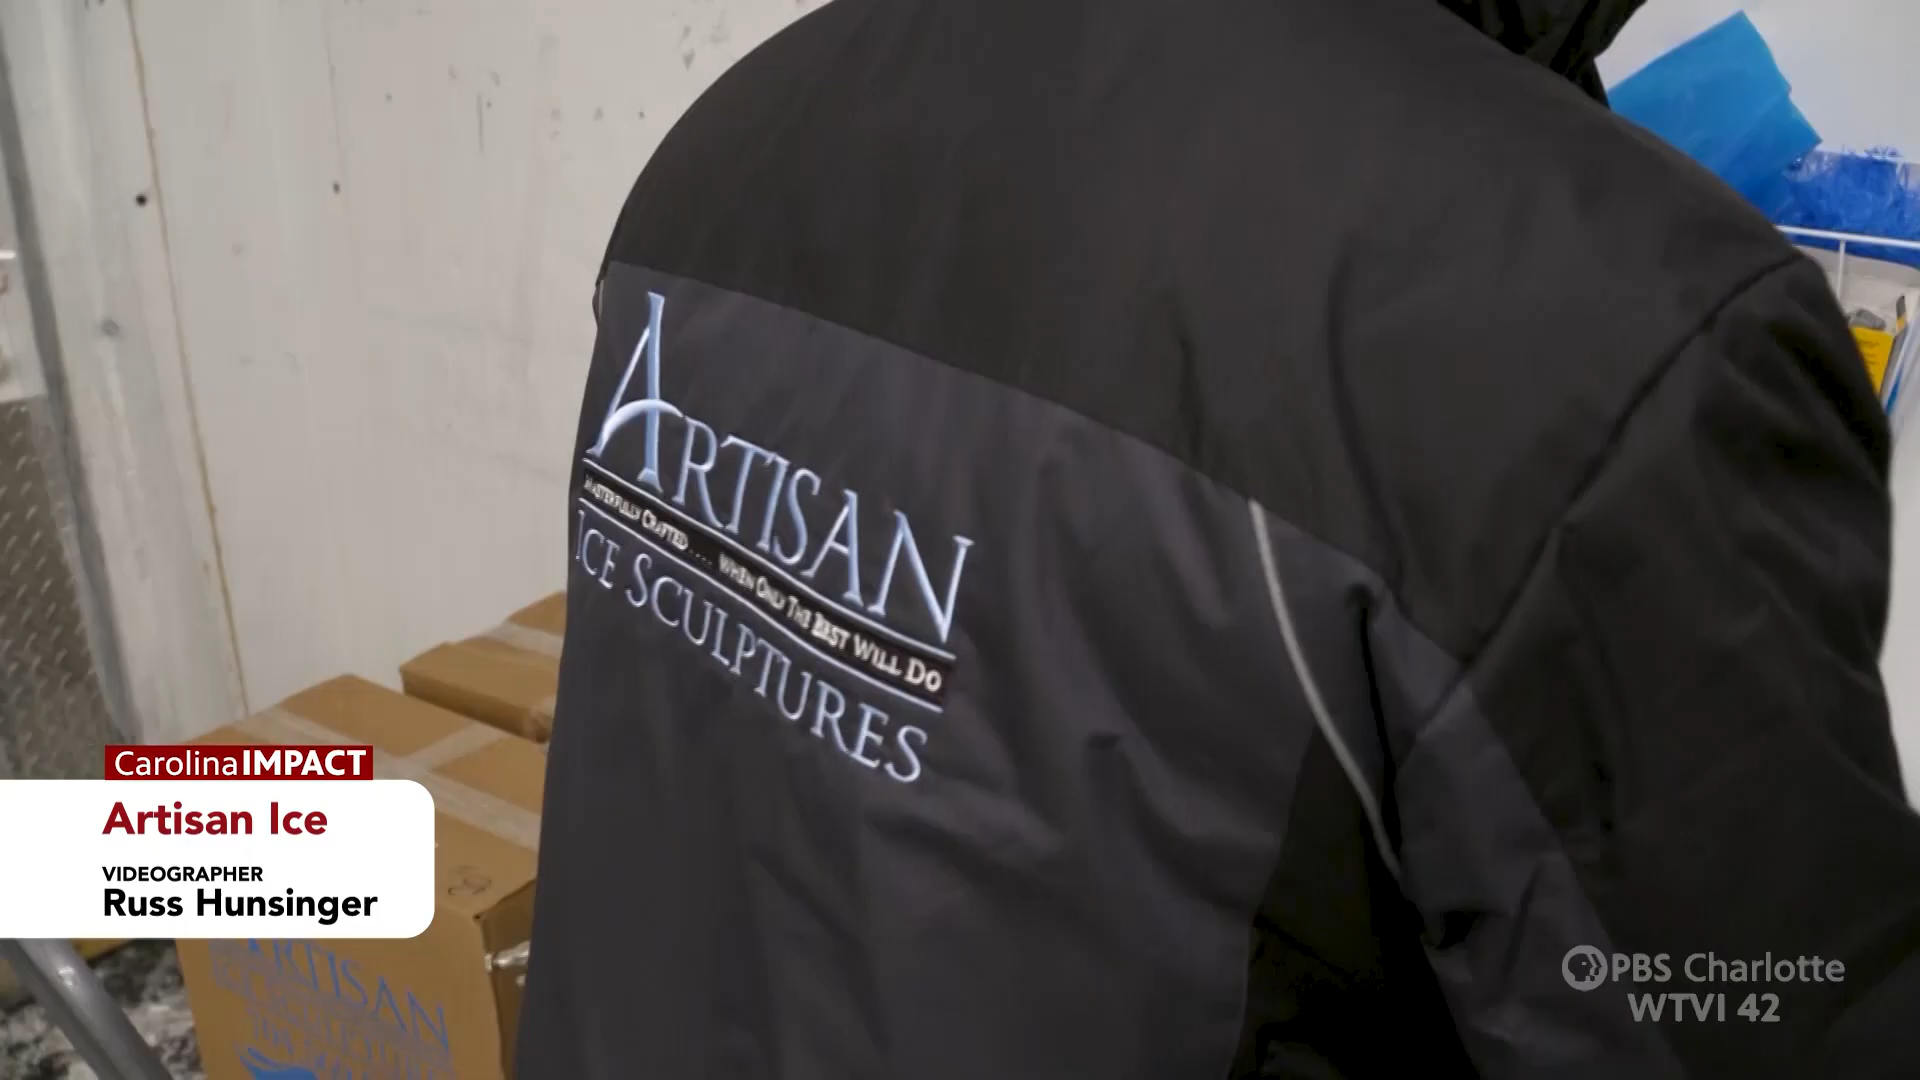 ARTISAN
MASTERFULLY CRAFTED.... WHEN ONLY THE BEST WILL DO
ICE SCULPTURES
CarolinaIMPACT
Artisan Ice
VIDEOGRAPHER
Russ Hunsinger
ARTISAN
PBS Charlotte
WTVI 42